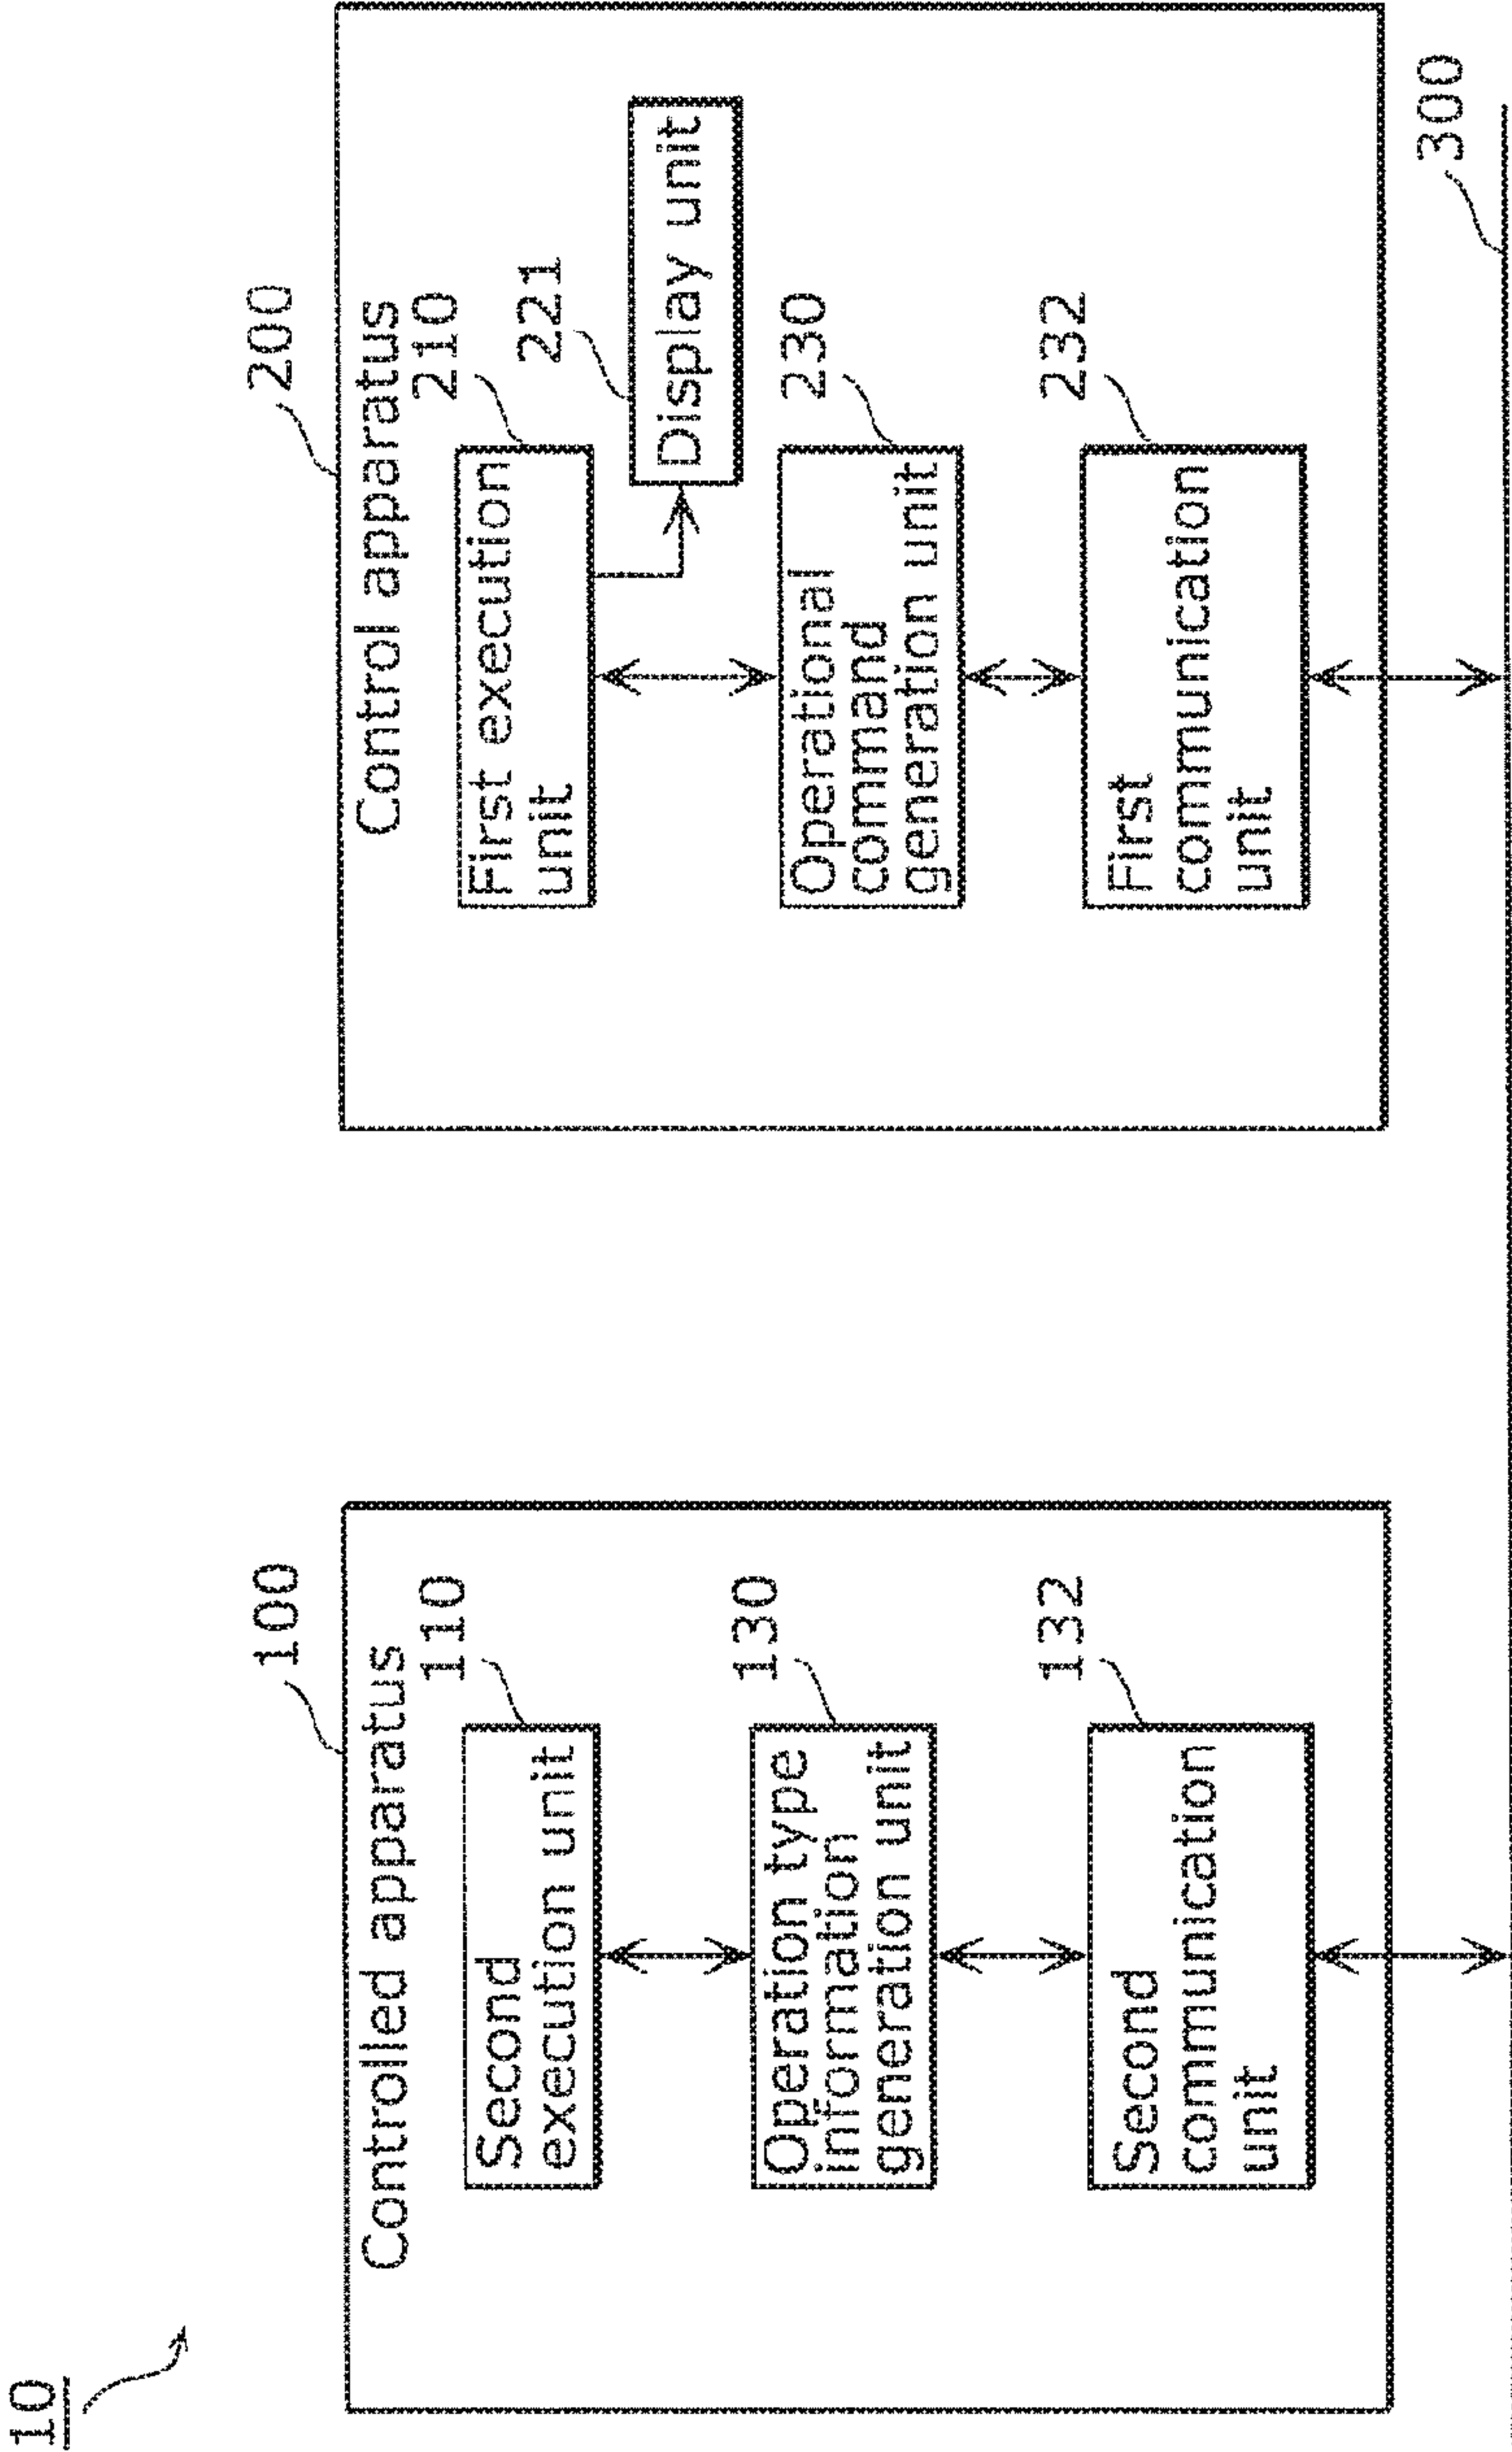 10
100
Controlled apparatus
110
Second
execution unit
130
Operation type
information
generation unit
132
Second
communication
unit
200
Control apparatus
210
First execution
unit
221
Display unit
230
Operational
command
generation unit
232
First
communication
unit
300